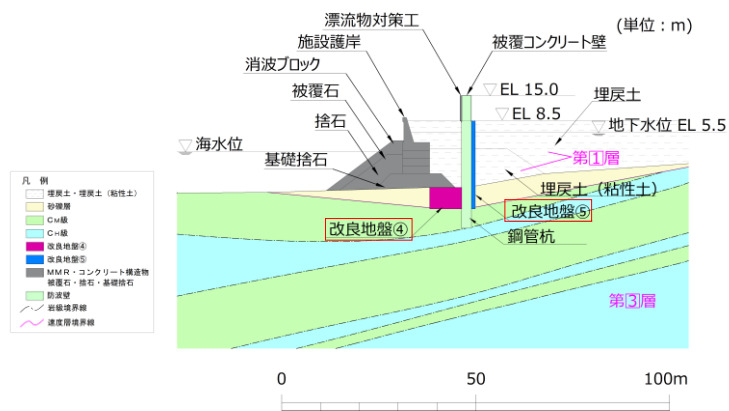 漂流物対策工
(単位：m)
施設護岸
被覆コンクリート壁
消波ブロック
EL 15.0
被覆石
埋戻土
EL 8.5
捨石
地下水位 EL 5.5
海水位
第1層
基礎捨石
埋戻土（粘性土）
改良地盤⑤
改良地盤④
鋼管杭
第3層
凡 例
埋戻土・埋戻土（粘性土）
砂礫層
CM級
CH級
改良地盤④
改良地盤⑤
MMR・コンクリート構造物
被覆石・捨石・基礎捨石
防波壁
岩級境界線
速度層境界線
0
50
100m